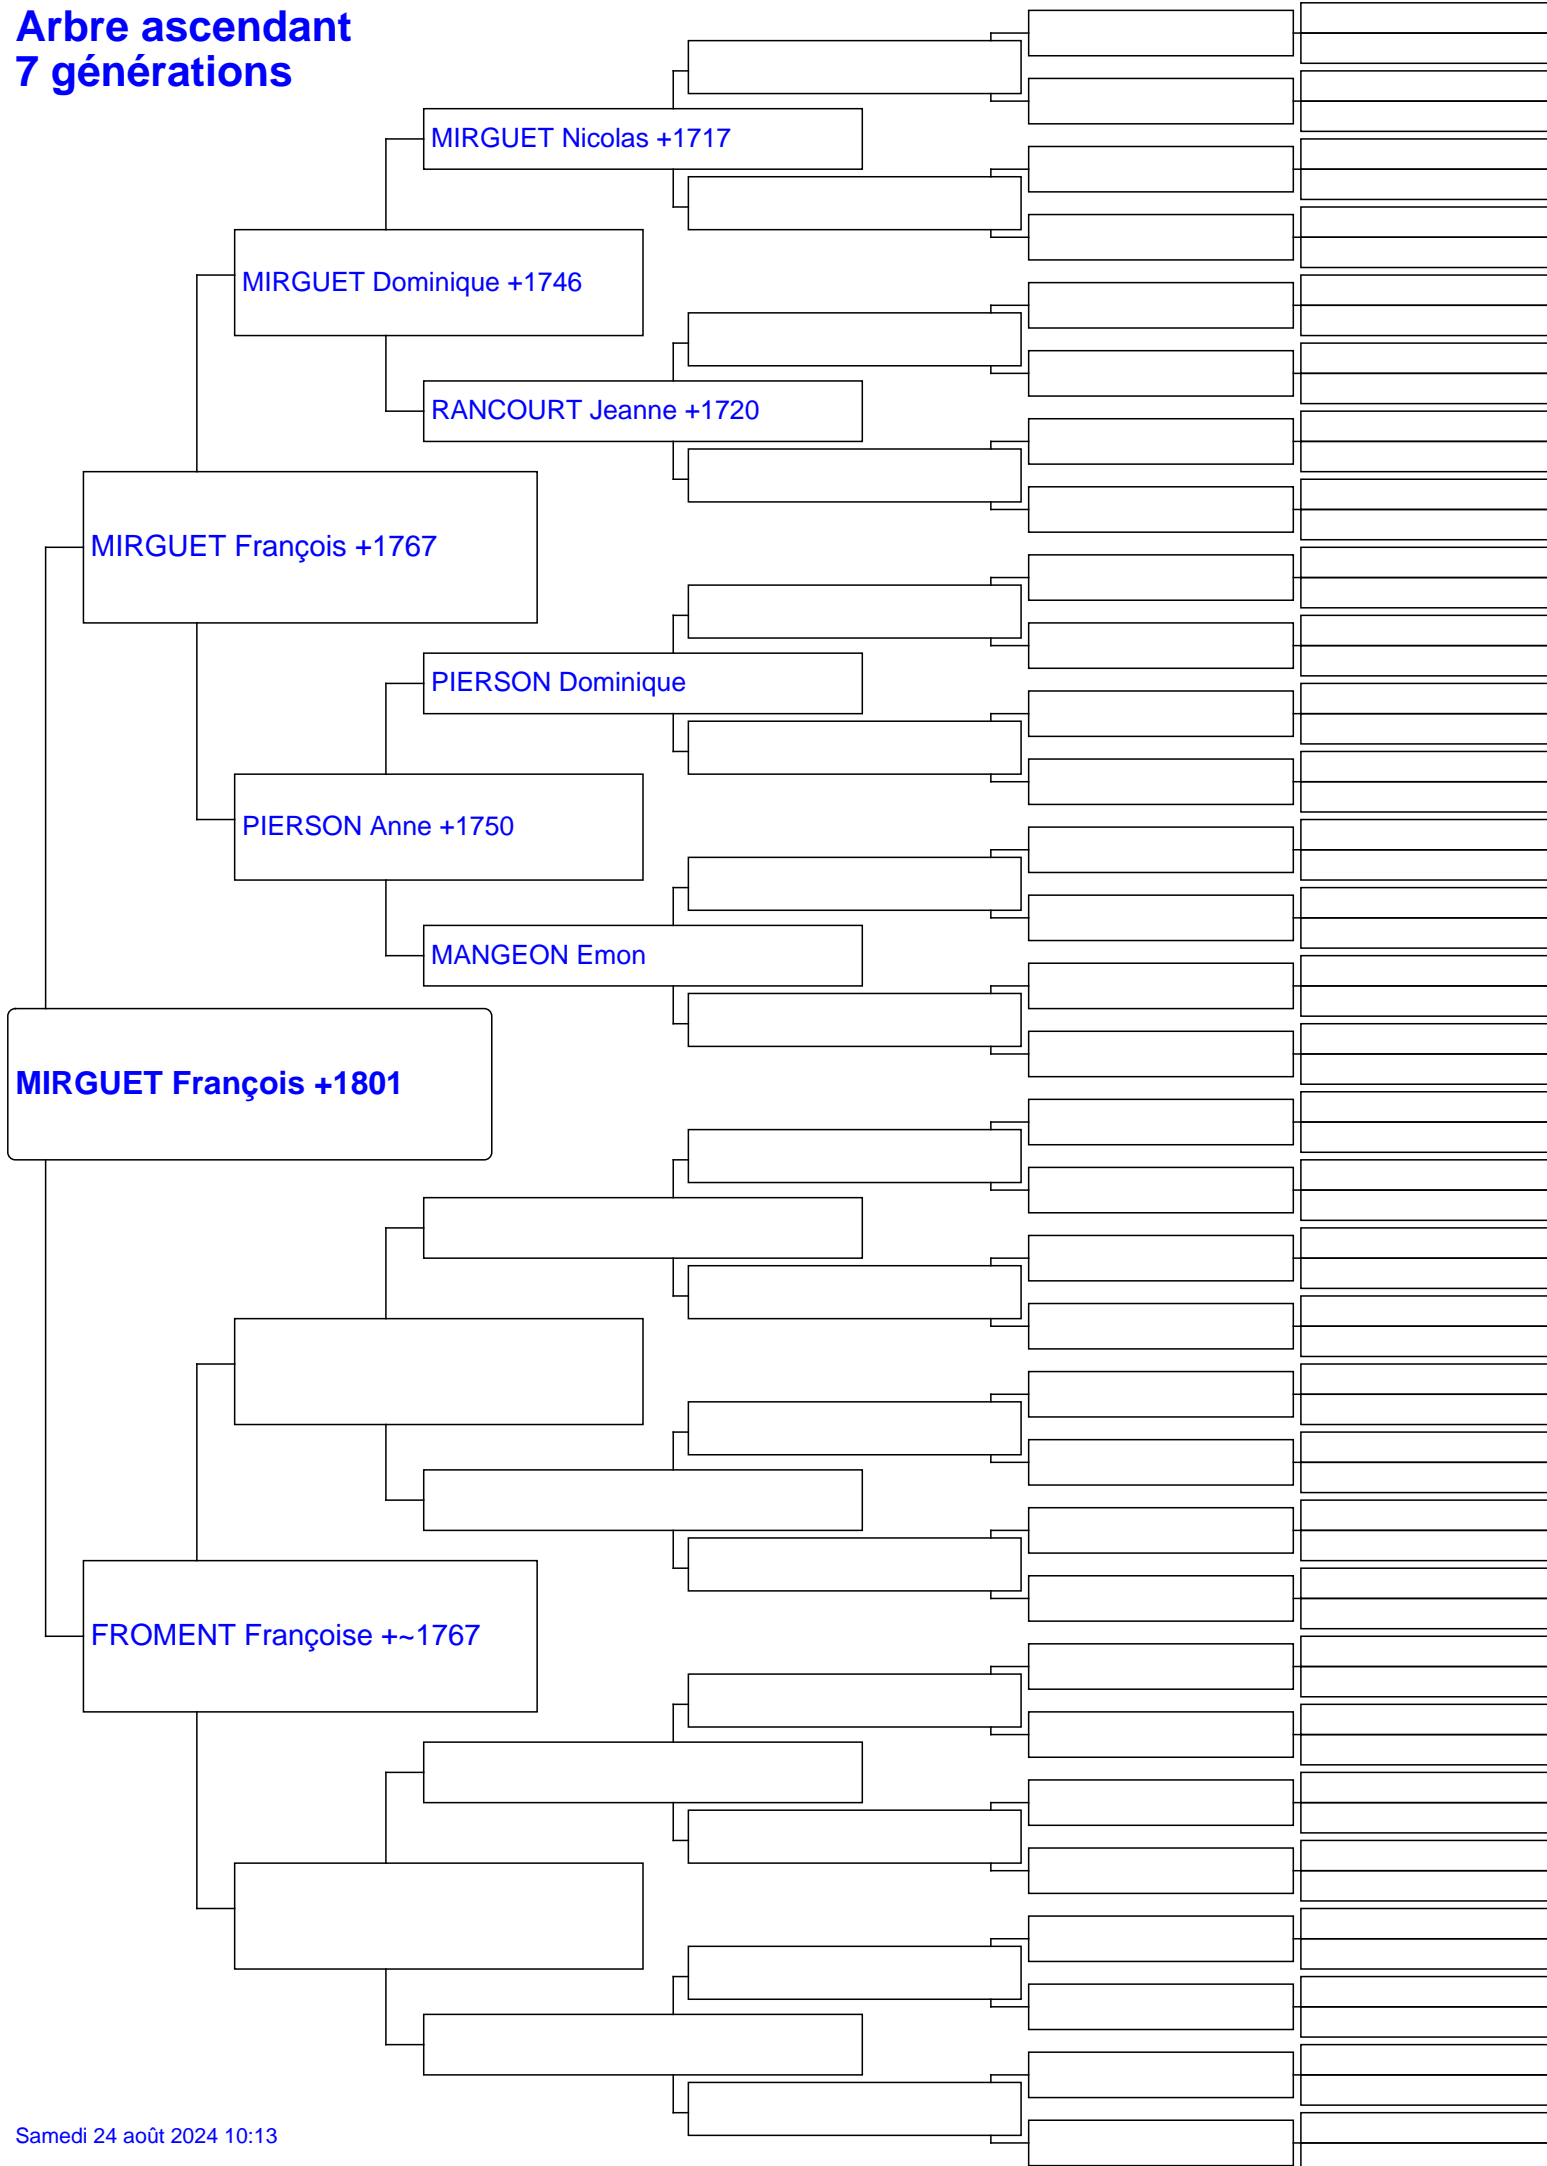 Arbre ascendant
7 générations
MIRGUET Nicolas +1717
MIRGUET Dominique +1746
RANCOURT Jeanne +1720
MIRGUET François +1767
PIERSON Dominique
PIERSON Anne +1750
MANGEON Emon
MIRGUET François +1801
FROMENT Françoise +~1767
Samedi 24 août 2024 10:13